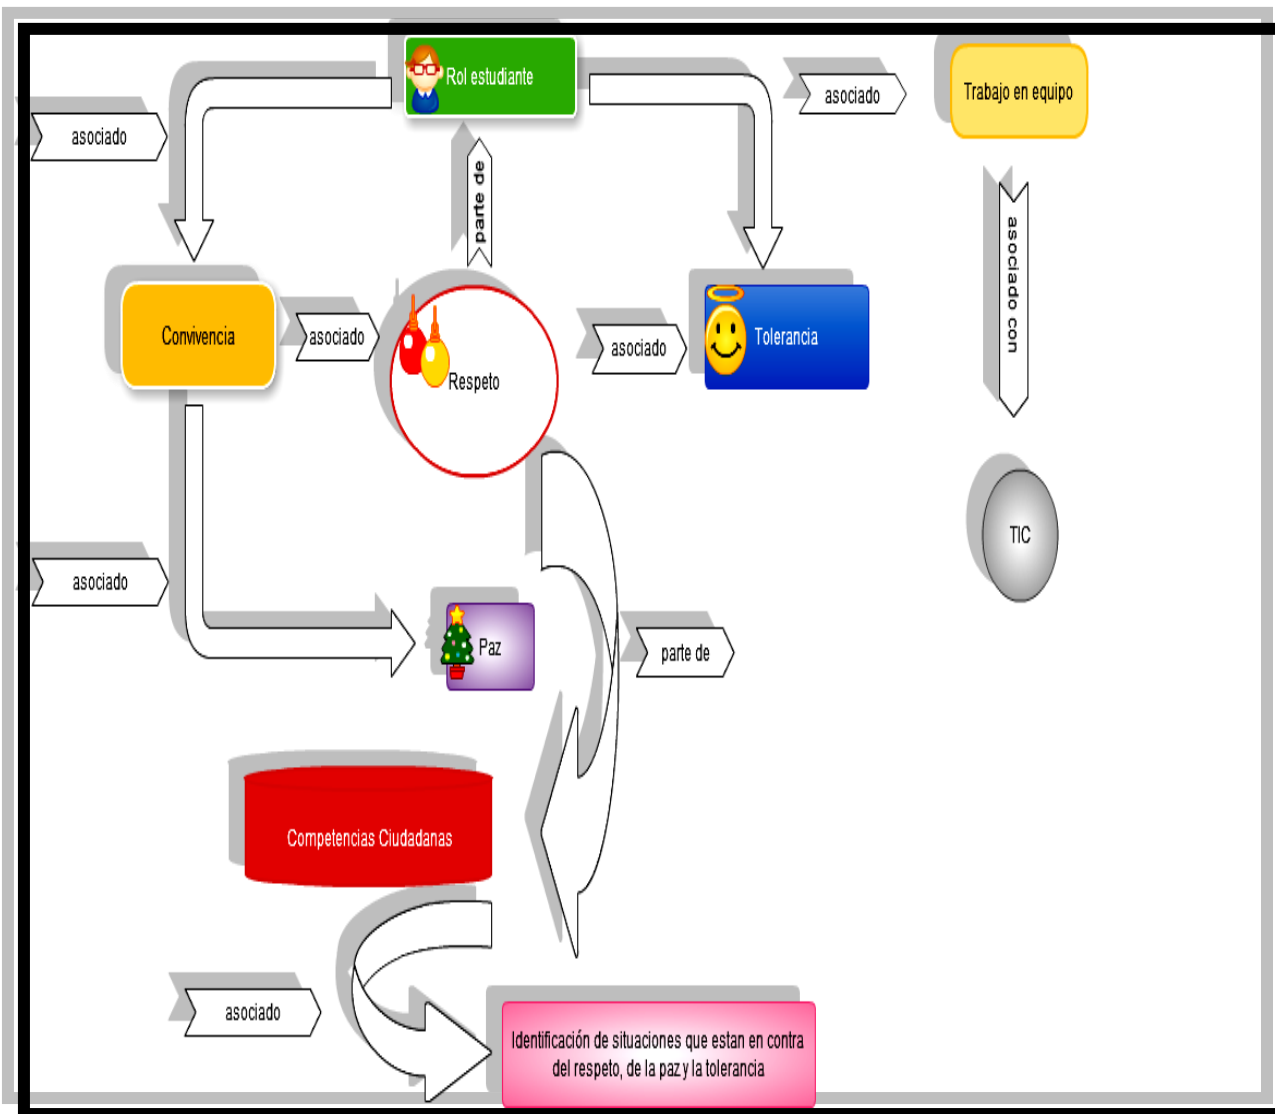 Rol estudiante
asociado
Trabajo en equipo
asociado
parte de
asociado con
Convivencia
asociado
Respeto
asociado
Tolerancia
TIC
asociado
Paz
parte de
Competencias Ciudadanas
asociado
Identificación de situaciones que estan en contra
del respeto, de la paz y la tolerancia